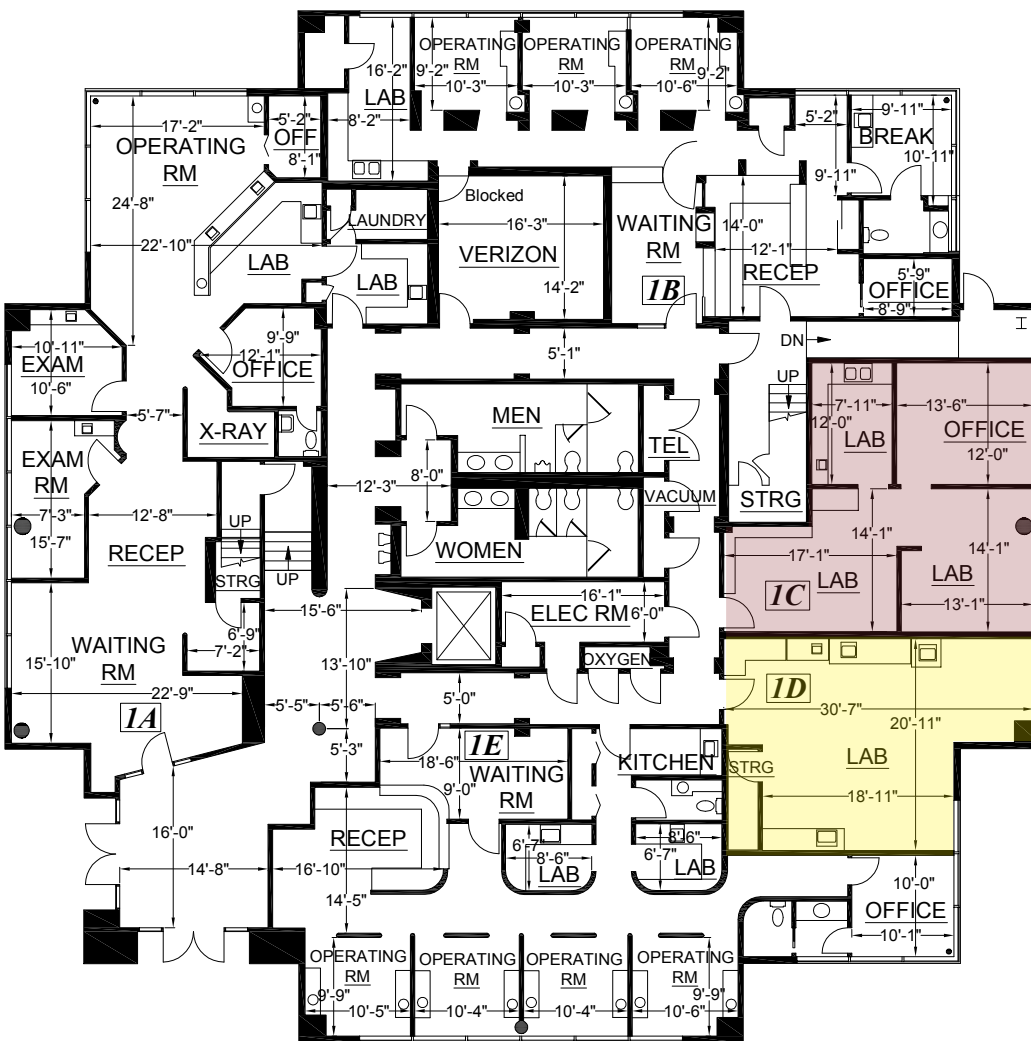 OPERATING
RM
9'-2"
10'-3"
OPERATING
RM
10'-3"
OPERATING
RM
9'-2"
10'-6"
16'-2"
LAB
8'-2"
17'-2"
OPERATING
RM
5'-2"
OFF
8'-1"
24'-8"
22'-10"
LAB
LAUNDRY
LAB
Blocked
16'-3"
VERIZON
14'-2"
WAITING
RM
1B
14'-0"
12'-1"
RECEP
5'-2"
9'-11"
9'-11"
BREAK
10'-11"
5'-9"
OFFICE
8'-9"
10'-11"
EXAM
10'-6"
9'-9"
12'-1"
OFFICE
5'-7"
X-RAY
5'-1"
DN
UP
STRG
EXAM
RM
7'-3"
15'-7"
12'-8"
RECEP
UP
STRG
UP
MEN
TEL
12'-3"
8'-0"
VACUUM
WOMEN
7'-11"
12'-0"
LAB
13'-6"
OFFICE
12'-0"
14'-1"
17'-1"
1C
LAB
14'-1"
LAB
13'-1"
15'-6"
16'-1"
ELEC RM
6'-0"
OXYGEN
6'-9"
7'-2"
13'-10"
WAITING
RM
15'-10"
22'-9"
1A
5'-5"
5'-6"
5'-3"
5'-0"
1D
30'-7"
20'-11"
LAB
STRG
18'-11"
1E
18'-6"
WAITING
9'-0"
RM
KITCHEN
16'-0"
14'-8"
RECEP
16'-10"
14'-5"
6'-7"
8'-6"
LAB
8'-6"
6'-7"
LAB
10'-0"
OFFICE
10'-1"
OPERATING
RM
9'-9"
10'-5"
OPERATING
RM
10'-4"
OPERATING
RM
10'-4"
OPERATING
RM
9'-9"
10'-6"